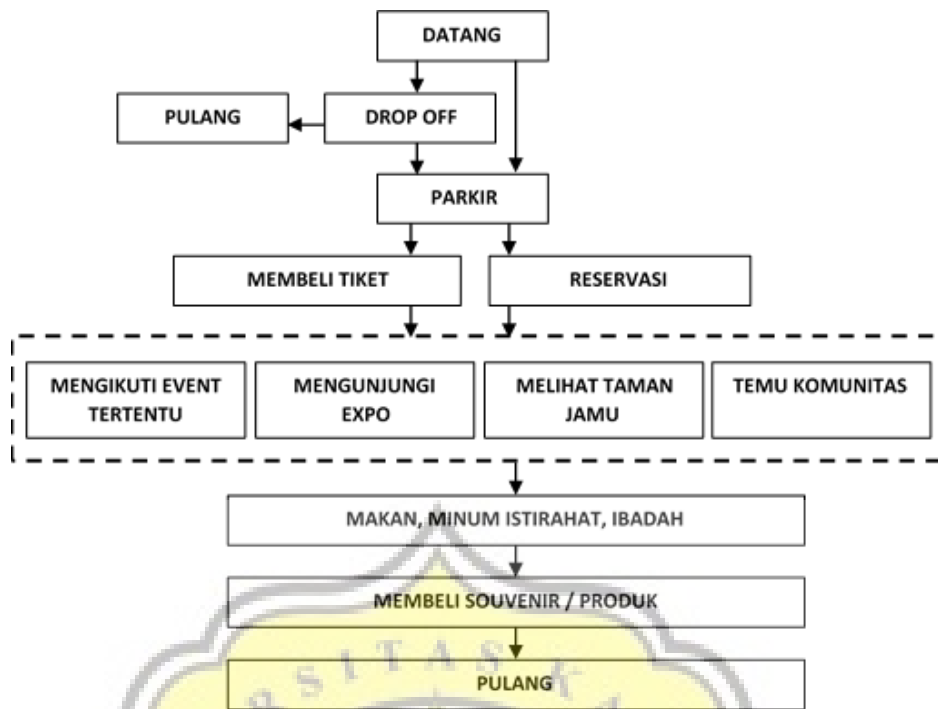 DATANG
PULANG
DROP OFF
PARKIR
MEMBELI TIKET
RESERVASI
MENGIKUTI EVENT
TERTENTU
MENGUNJUNGI
EXPO
MELIHAT TAMAN
JAMU
TEMU KOMUNITAS
MAKAN, MINUM ISTIRAHAT, IBADAH
MEMBELI SOUVENIR / PRODUK
PULANG
RSITAS K